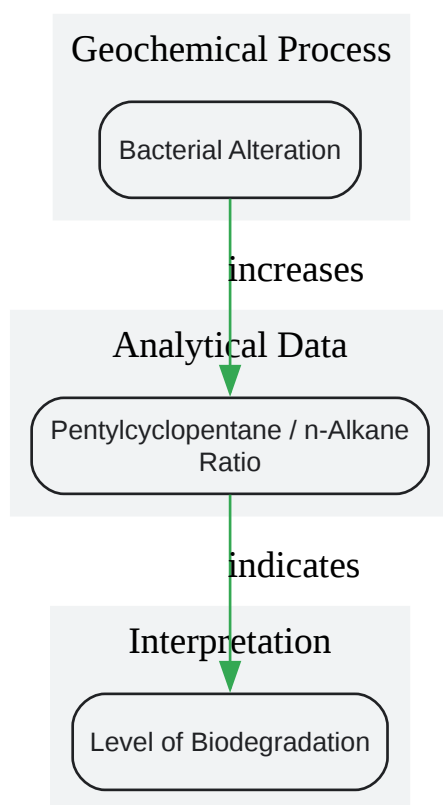 Geochemical Process
Bacterial Alteration
increases
Analytical Data
Pentylcyclopentane / n-Alkane
Ratio
indicates
Interpretation
Level of Biodegradation